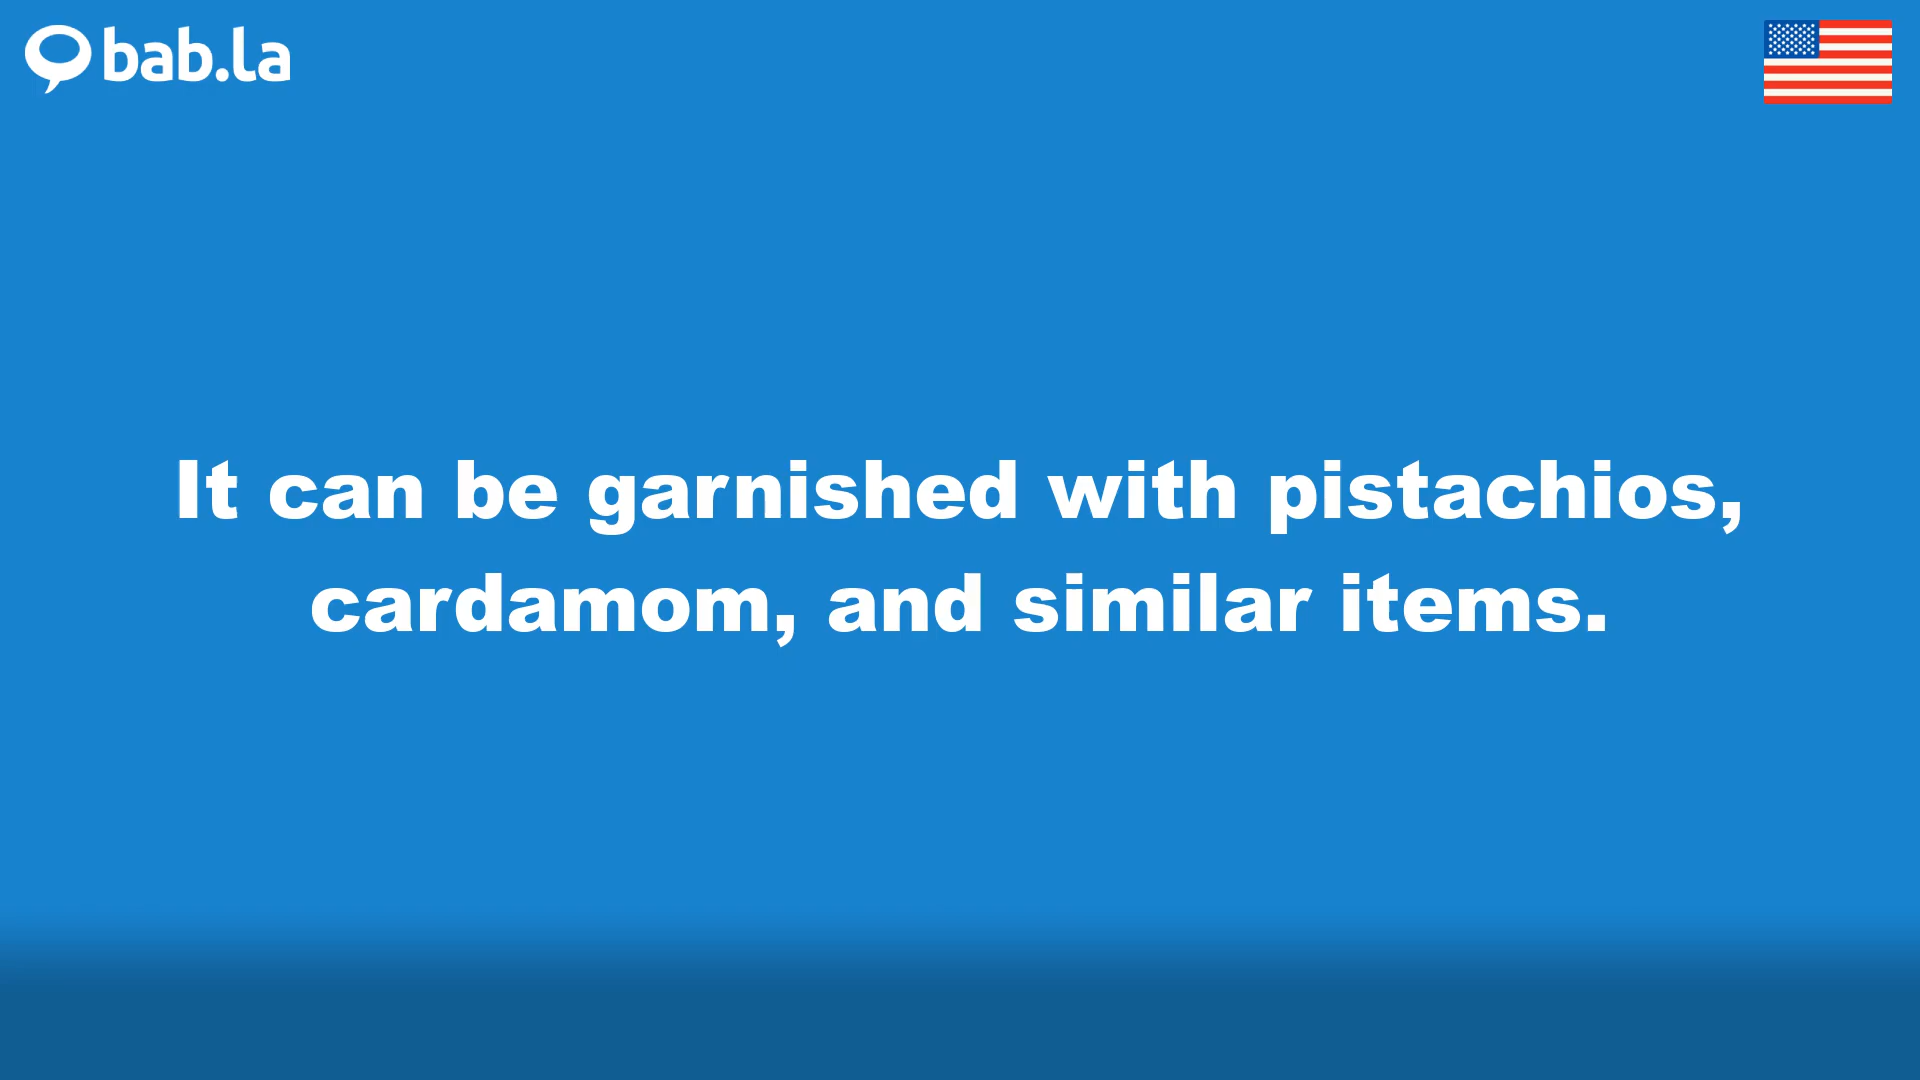 bab.la
It can be garnished with pistachios,
cardamom, and similar items.